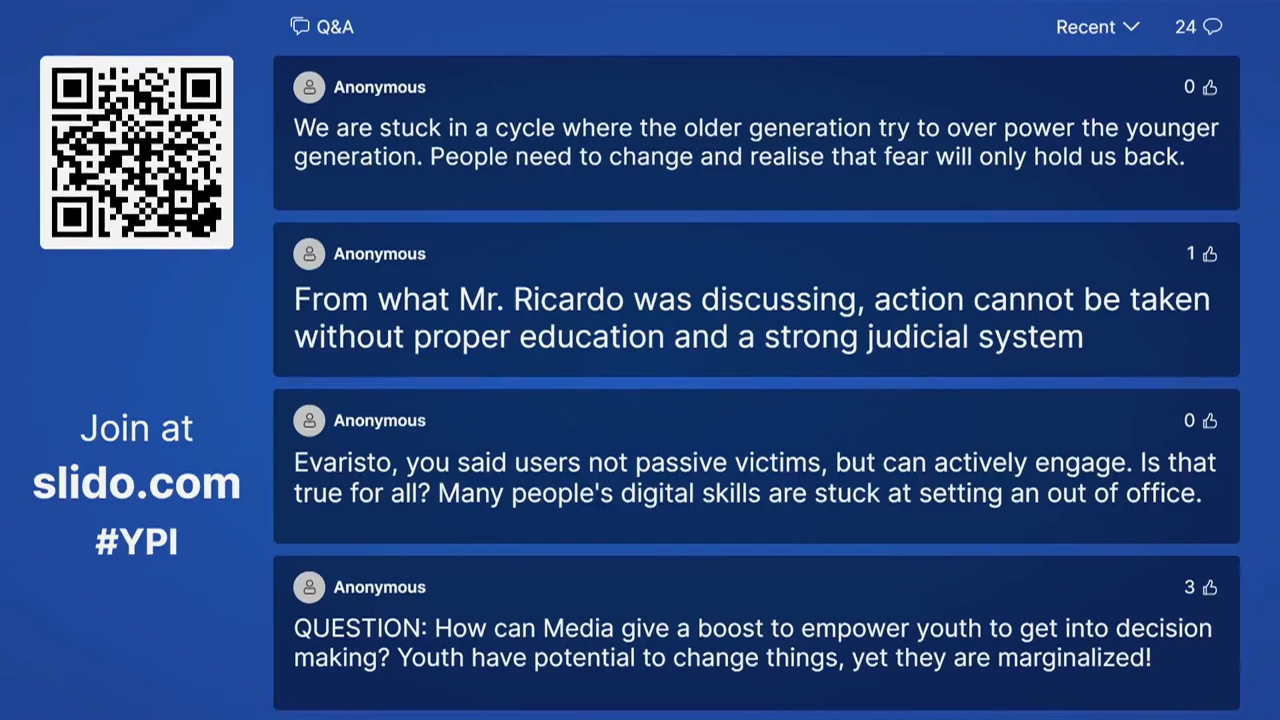 Q&A
Recent
24
Anonymous
0
We are stuck in a cycle where the older generation try to over power the younger
generation. People need to change and realise that fear will only hold us back.
Anonymous
1
From what Mr. Ricardo was discussing, action cannot be taken
without proper education and a strong judicial system
Join at
slido.com
#YPI
Anonymous
0
Evaristo, you said users not passive victims, but can actively engage. Is that
true for all? Many people's digital skills are stuck at setting an out of office.
Anonymous
3
QUESTION: How can Media give a boost to empower youth to get into decision
making? Youth have potential to change things, yet they are marginalized!